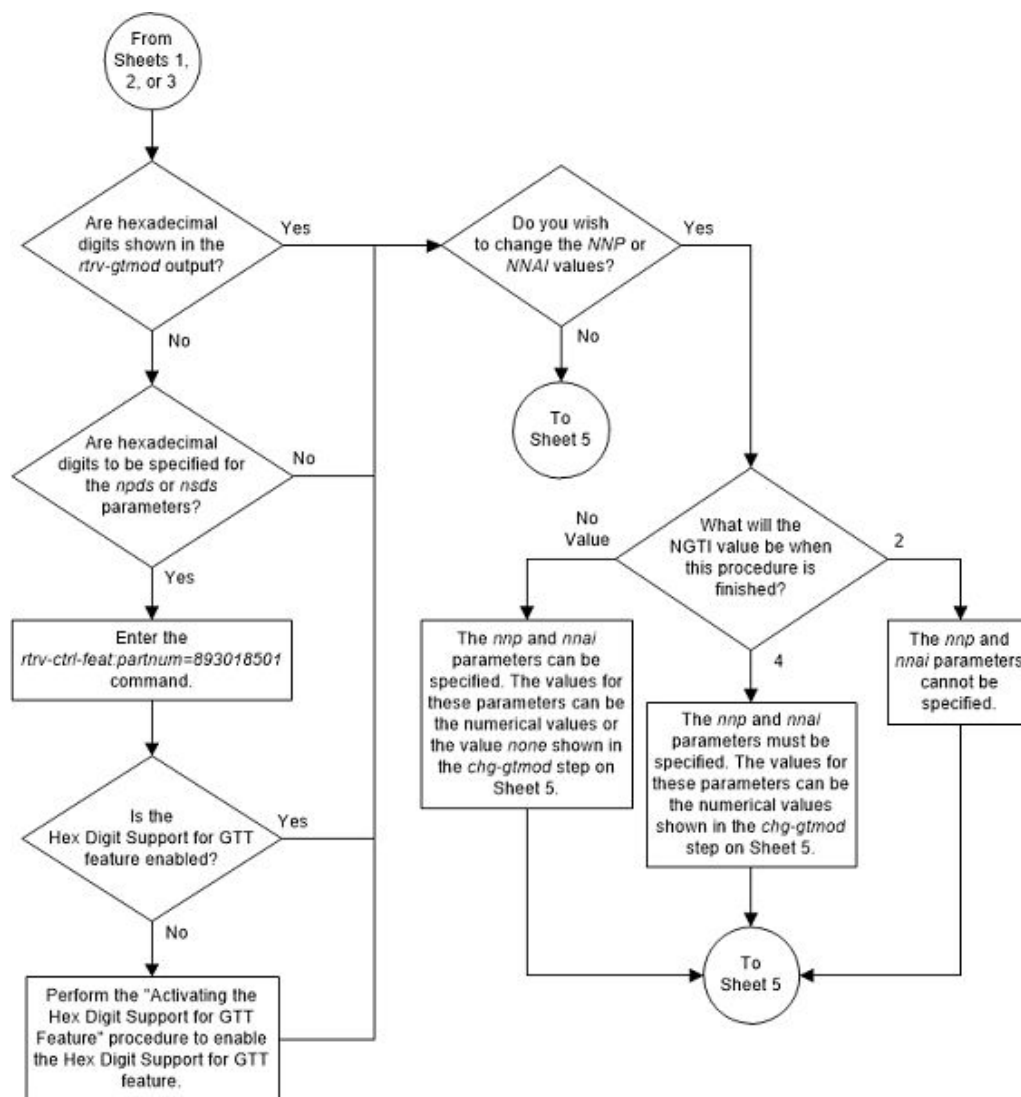 From
Sheets 1,
2, or 3
Are hexadecimal
digits shown in the
rtrv-gtmod output?
Yes
No
Are hexadecimal
digits to be specified for
the npds or nsds
parameters?
No
Yes
Enter the
rtrv-ctrl-feat:partnum=893018501
command.
Is the
Hex Digit Support for GTT
feature enabled?
Yes
No
Perform the "Activating the
Hex Digit Support for GTT
Feature" procedure to enable
the Hex Digit Support for GTT
feature.
Do you wish
to change the NNP or
NNAI values?
Yes
No
To
Sheet 5
What will the
NGTI value be when
this procedure is
finished?
No
Value
2
4
The nnp and nnai
parameters can be
specified. The values for
these parameters can be
the numerical values or
the value none shown in
the chg-gtmod step on
Sheet 5.
The nnp and nnai
parameters must be
specified. The values for
these parameters can be
the numerical values
shown in the chg-gtmod
step on Sheet 5.
The nnp and
nnai parameters
cannot be
specified.
To
Sheet 5